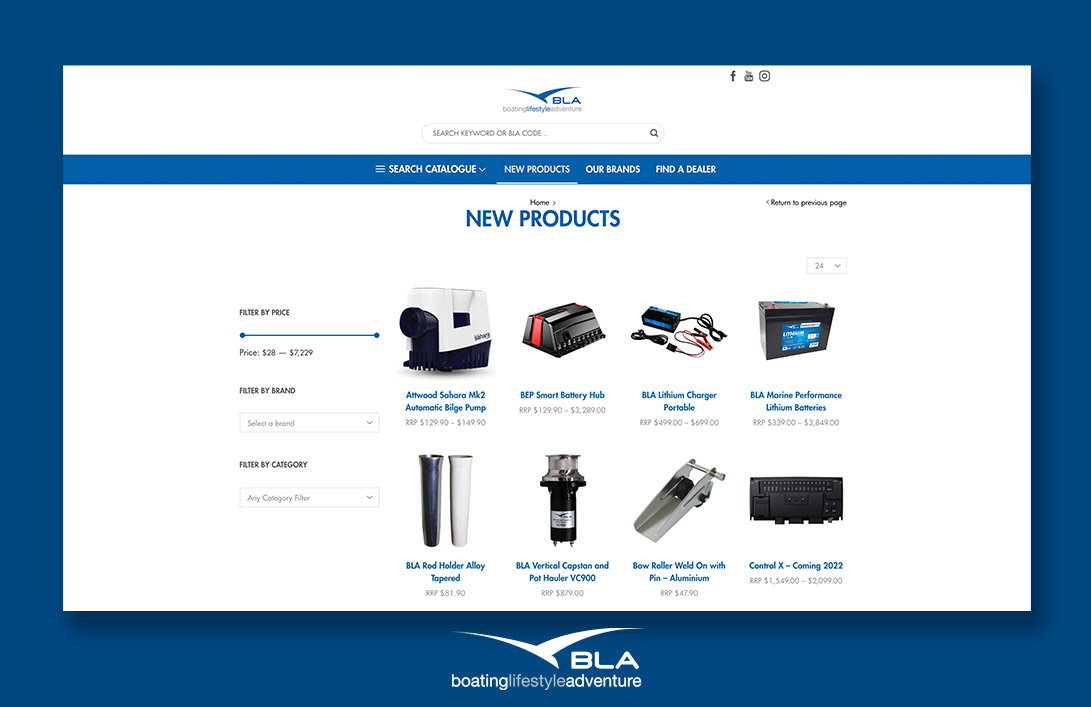 BLA
boatinglifestyleadventure
SEARCH KEYWORD OR BLA CODE...
SEARCH CATALOGUE
NEW PRODUCTS
OUR BRANDS
FIND A DEALER
Home
Return to previous page
NEW PRODUCTS
24
FILTER BY PRICE
Price: $28 — $7,229
FILTER BY BRAND
Select a brand
FILTER BY CATEGORY
Any Category Filter
sahara
LITHIUM
Attwood Sahara Mk2
Automatic Bilge Pump
RRP $129.90 – $149.90
BEP Smart Battery Hub
RRP $129.90 – $3,289.00
BLA Lithium Charger
Portable
RRP $499.00 – $699.00
BLA Marine Performance
Lithium Batteries
RRP $339.00 – $3,849.00
BLA
BLA Rod Holder Alloy
Tapered
RRP $81.90
BLA Vertical Capstan and
Pot Hauler VC900
RRP $879.00
Bow Roller Weld On with
Pin – Aluminium
RRP $47.90
Control X – Coming 2022
RRP $1,549.00 – $2,099.00
BLA
boatinglifestyleadventure